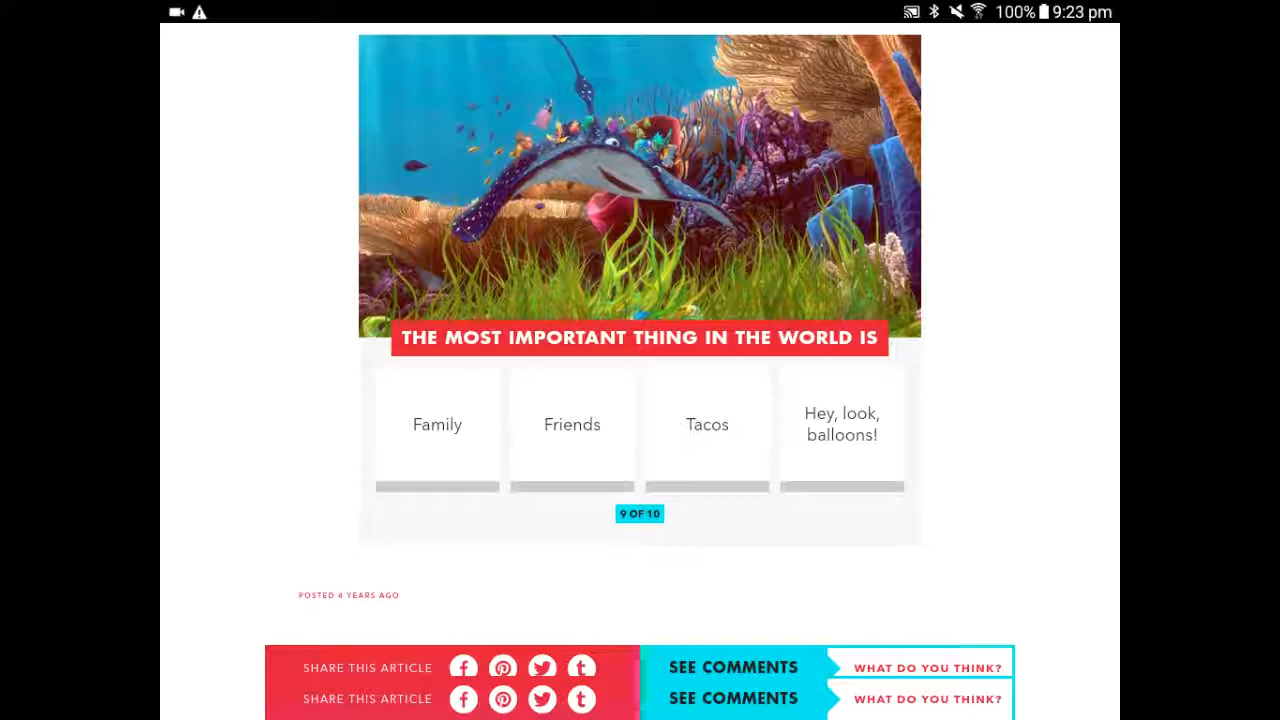 100% 9:23 pm
THE MOST IMPORTANT THING IN THE WORLD IS
Family
Friends
Tacos
Hey, look,
balloons!
9 OF 10
POSTED 4 YEARS AGO
SHARE THIS ARTICLE
SEE COMMENTS
WHAT DO YOU THINK?
SHARE THIS ARTICLE
SEE COMMENTS
WHAT DO YOU THINK?